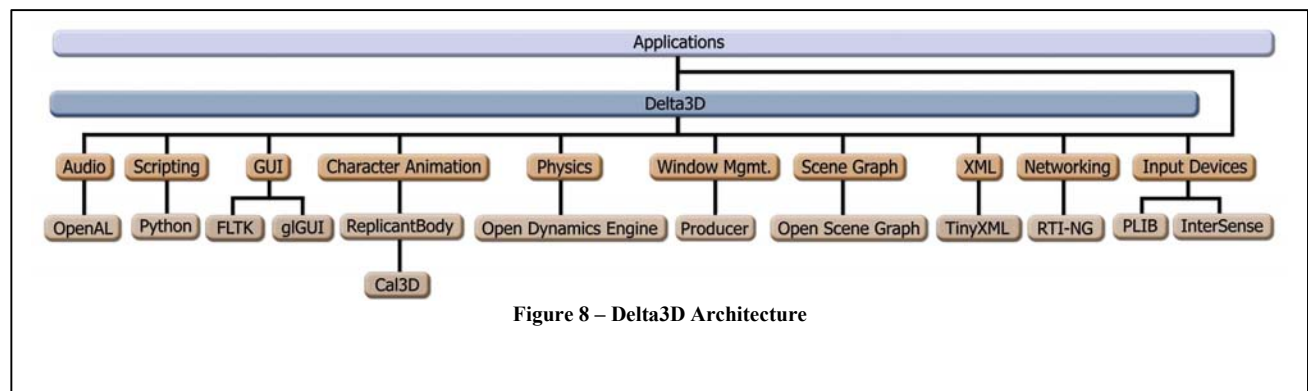 Applications
Delta3D
Audio Scripting GUI Character Animation Physics Window Mgmt. Scene Graph XML Networking Input Devices
OpenAL Python FLTK glGUI ReplicantBody Open Dynamics Engine Producer Open Scene Graph TinyXML RTI-NG PLIB InterSense
Cal3D
Figure 8 – Delta3D Architecture